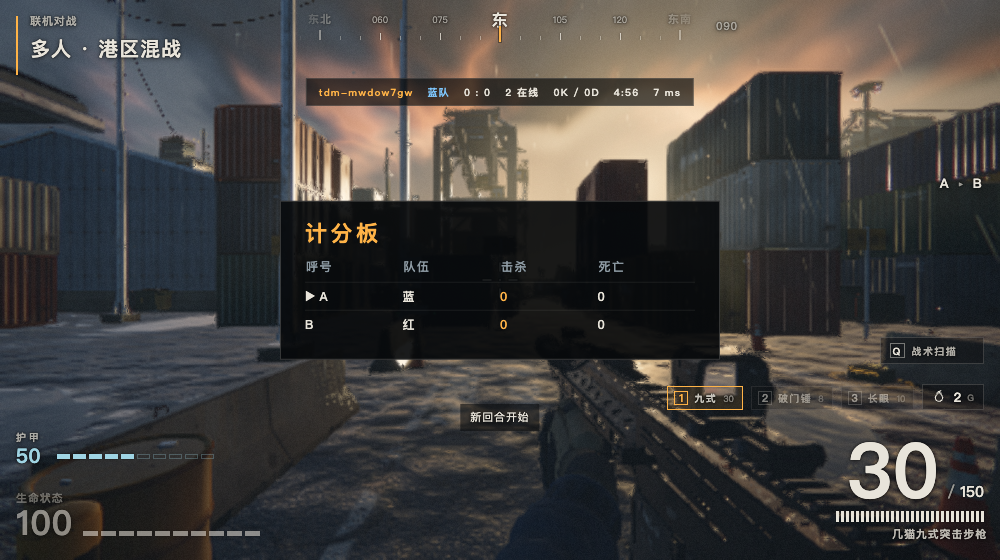 联机对战
多人 · 港区混战
东北 060 075 东 105 120 东南 090
tdm-mwdow7gw 蓝队 0 : 0 2 在线 0K / 0D 4:56 7 ms
A ▸ B
计分板
呼号 队伍 击杀 死亡
▶ A 蓝 0 0
B 红 0 0
Q 战术扫描
1 九式 30 2 破门锤 8 3 长眼 10 2 G
新回合开始
护甲
50
生命状态
100
30 / 150
几猫九式突击步枪